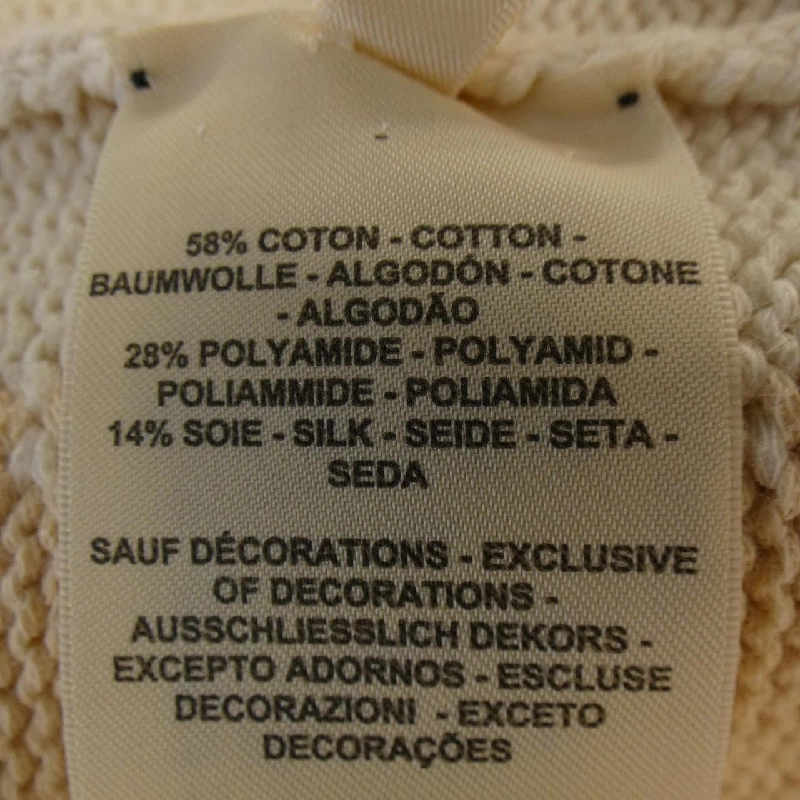 58% COTON - COTTON -
BAUMWOLLE - ALGODÓN - COTONE
- ALGODÃO
28% POLYAMIDE - POLYAMID -
POLIAMMIDE - POLIAMIDA
14% SOIE - SILK - SEIDE - SETA -
SEDA
SAUF DÉCORATIONS - EXCLUSIVE
OF DECORATIONS -
AUSSCHLIESSLICH DEKORS -
EXCEPTO ADORNOS - ESCLUSE
DECORAZIONI - EXCETO
DECORAÇÕES